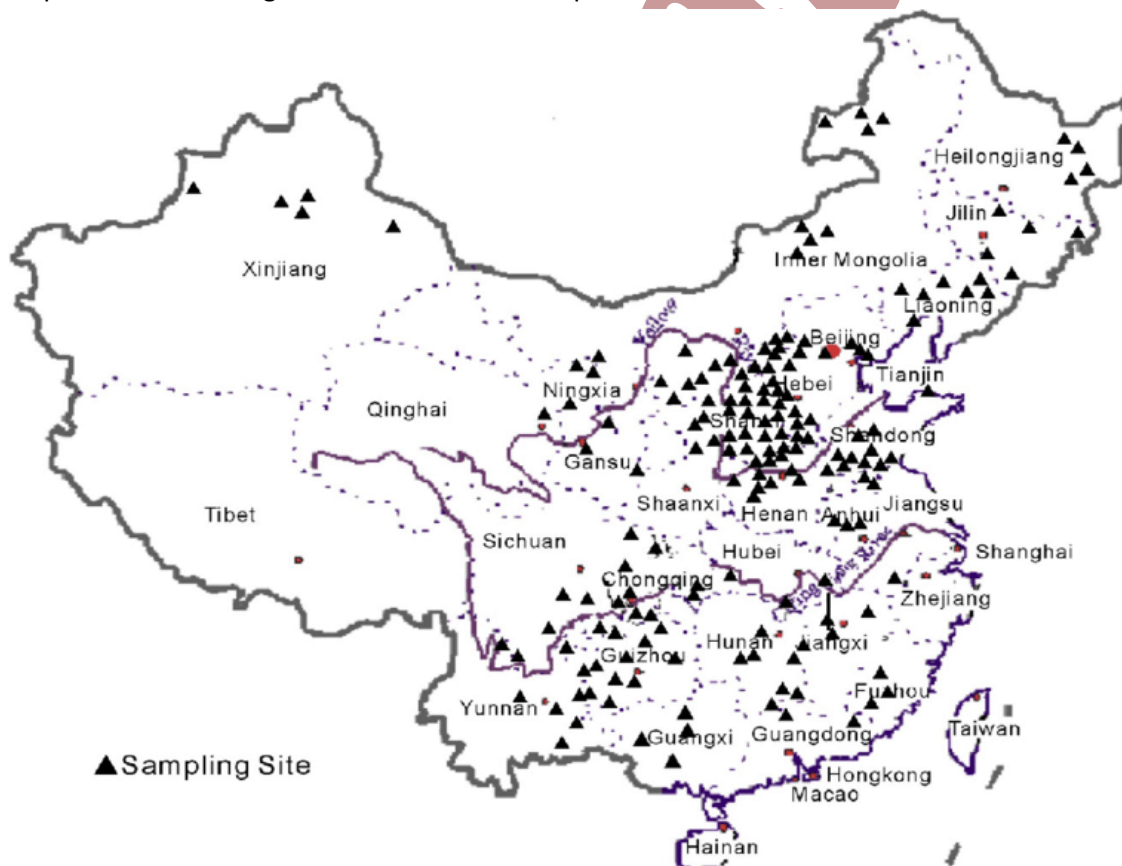 Heilongjiang
Jilin
Inner Mongolia
Xinjiang
Liaoning
Beijing
Tianjin
Hebei
Ningxia
Qinghai
Shandong
Gansu
Shaanxi
Jiangsu
Henan
Anhui
Tibet
Sichuan
Hubei
Shanghai
Chongqing
Zhejiang
Hunan
Jiangxi
Guizhou
Yunnan
Fuzhou
Guangxi
Guangdong
Taiwan
Sampling Site
Hongkong
Macao
Hainan